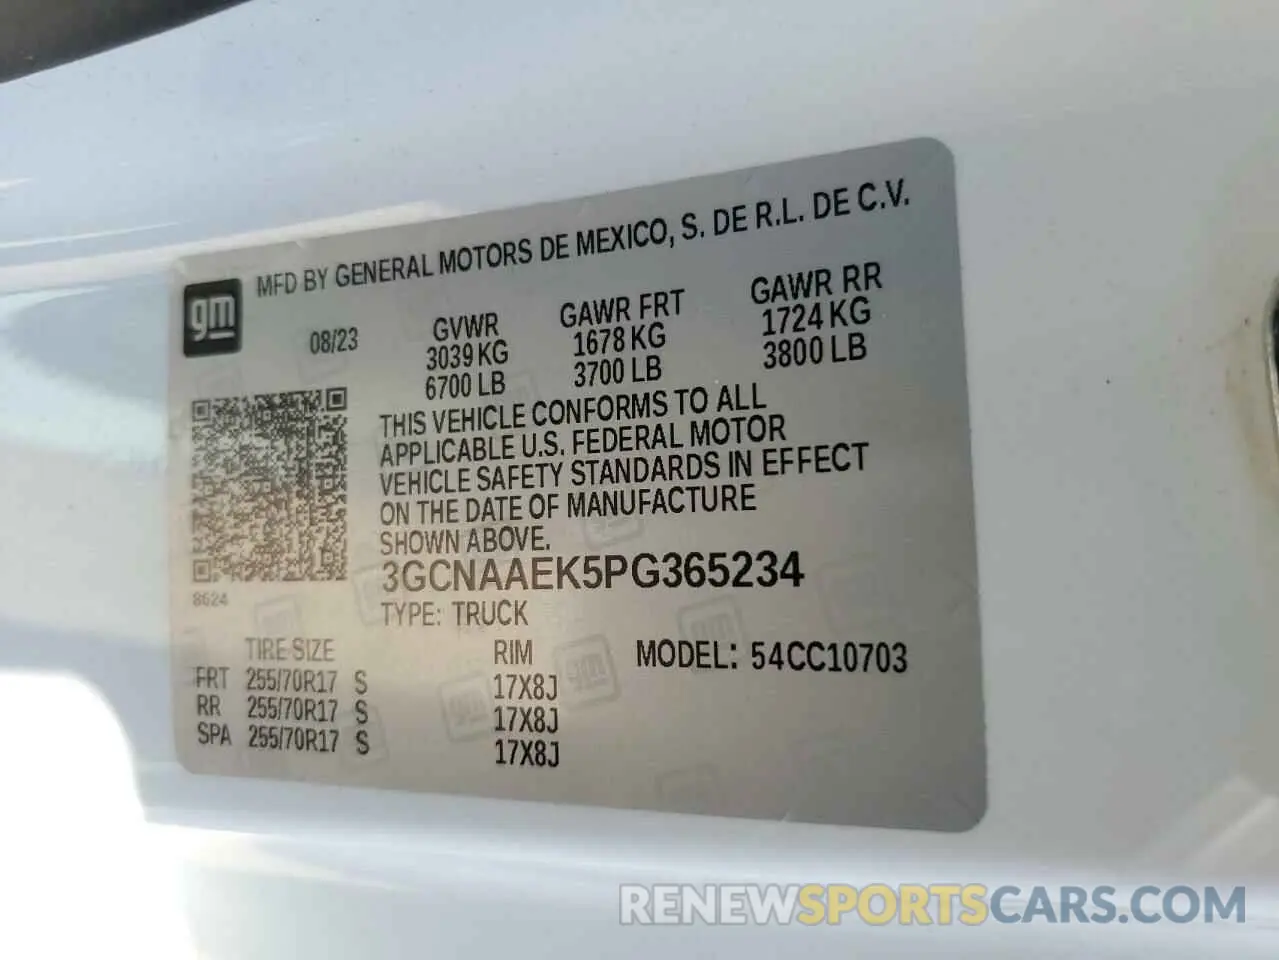 MFD BY GENERAL MOTORS DE MEXICO, S. DE R.L. DE C.V.
gm
08/23
GVWR GAWR FRT GAWR RR
3039 KG 1678 KG 1724 KG
6700 LB 3700 LB 3800 LB
THIS VEHICLE CONFORMS TO ALL
APPLICABLE U.S. FEDERAL MOTOR
VEHICLE SAFETY STANDARDS IN EFFECT
ON THE DATE OF MANUFACTURE
SHOWN ABOVE.
3GCNAAEK5PG365234
8624
TYPE: TRUCK
TIRE SIZE RIM MODEL: 54CC10703
FRT 255/70R17 S 17X8J
RR 255/70R17 S 17X8J
SPA 255/70R17 S 17X8J
RENEWSPORTSCARS.COM